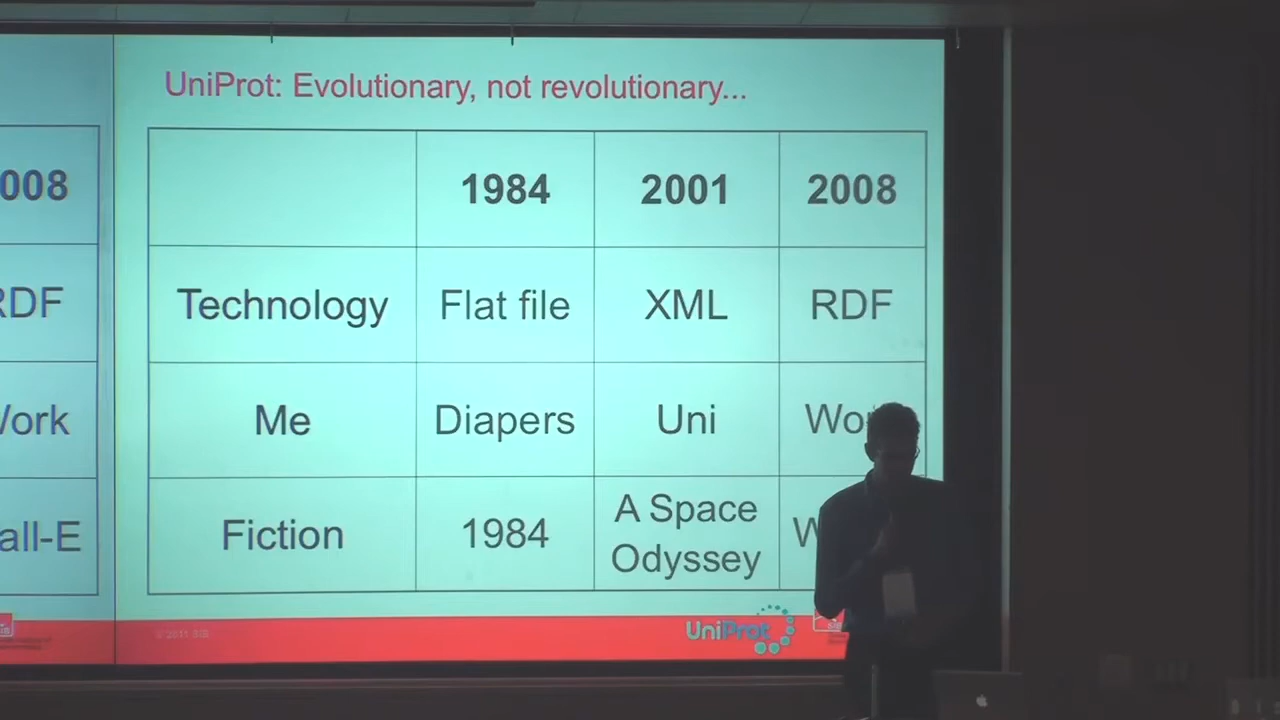 UniProt: Evolutionary, not revolutionary...
1984 2001 2008
Technology Flat file XML RDF
Me Diapers Uni
Fiction 1984 A Space
Odyssey
008
RDF
Work
all-E
UniProt